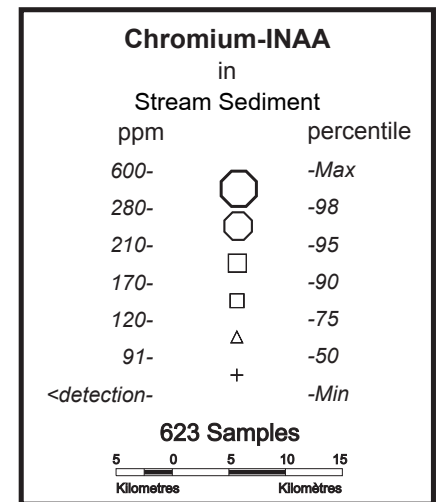 Chromium-INAA
in
Stream Sediment
ppm percentile
600- -Max
280- -98
210- -95
170- -90
120- -75
91- -50
<detection- -Min
623 Samples
5 0 5 10 15
Kilometres Kilomètres